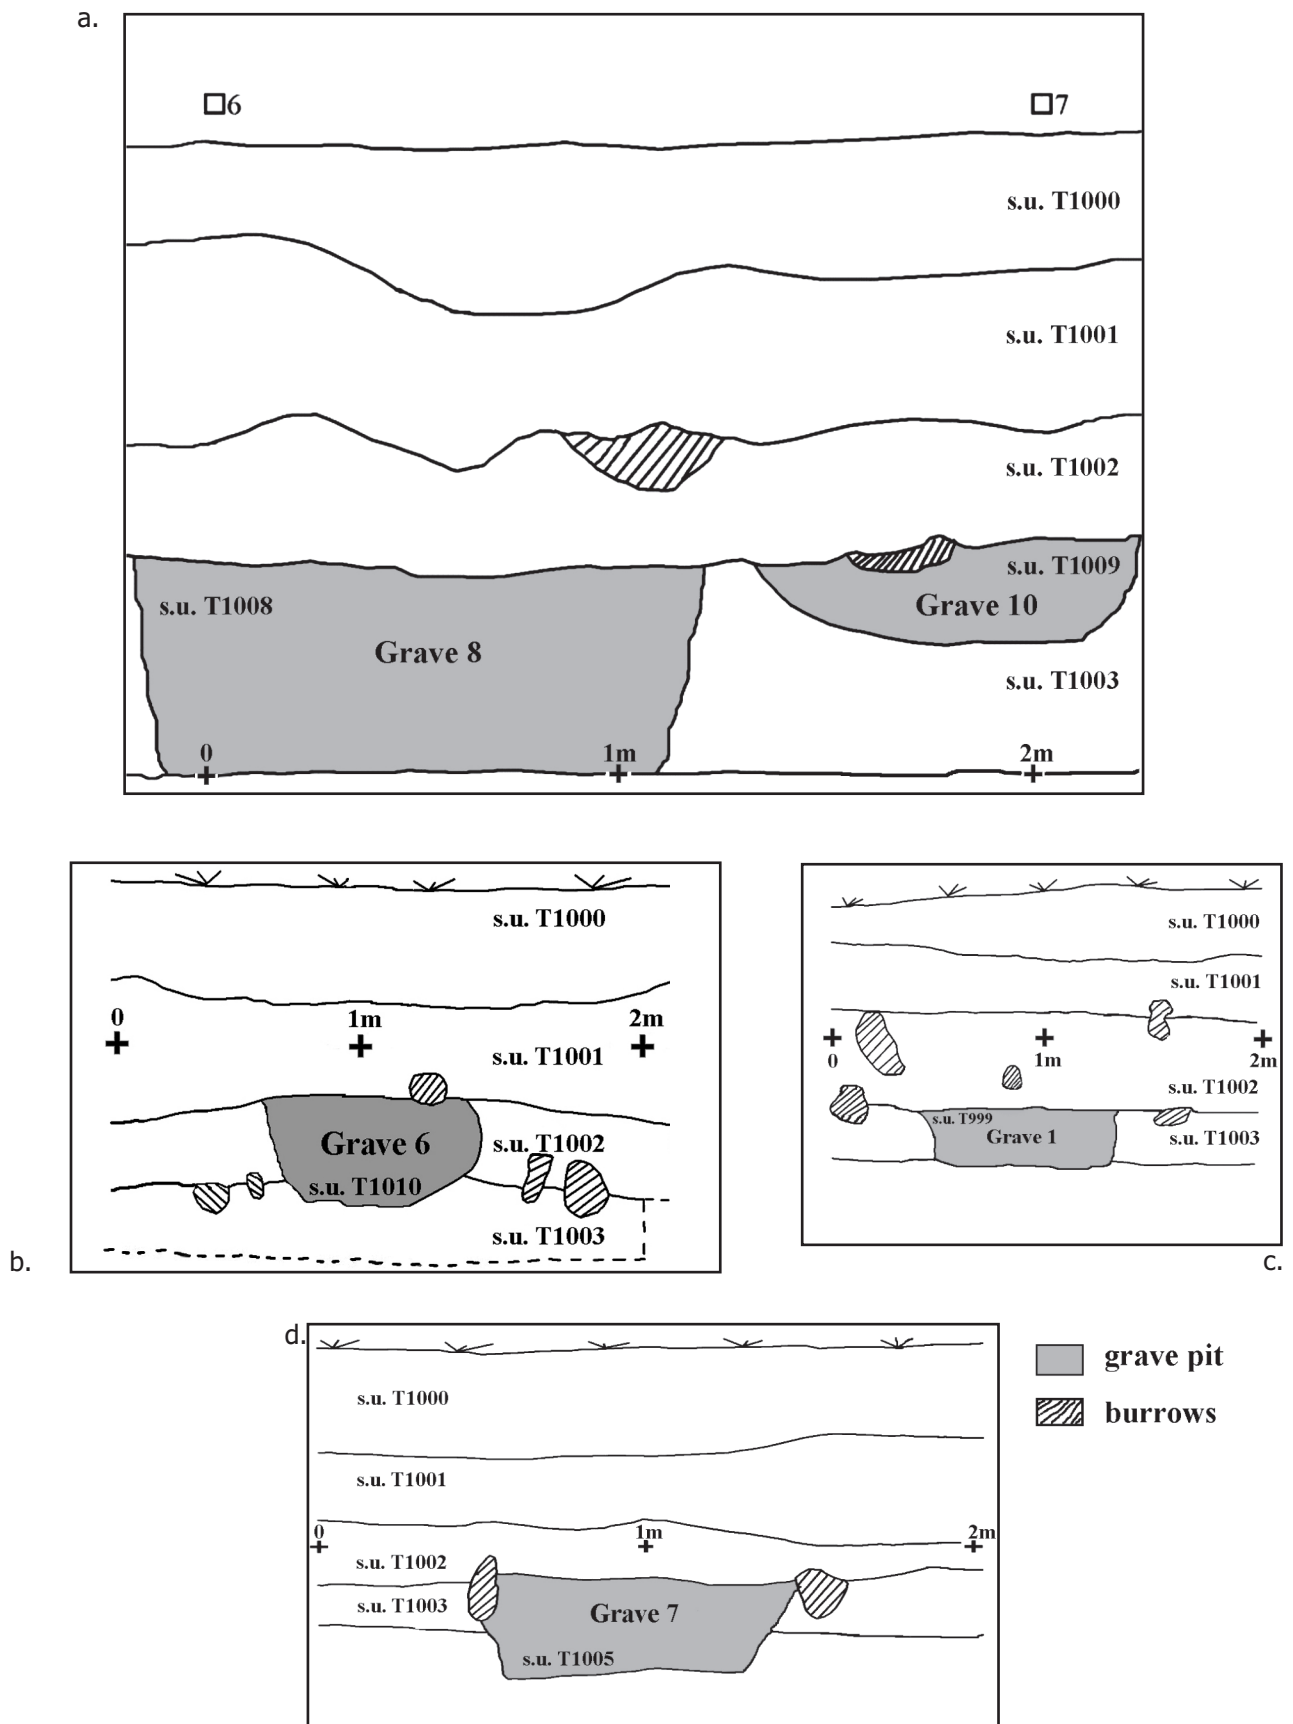 a.
6
7
s.u. T1000
s.u. T1001
s.u. T1002
s.u. T1009
Grave 10
s.u. T1008
Grave 8
s.u. T1003
0
1m
2m
b.
s.u. T1000
0
1m
2m
s.u. T1001
Grave 6
s.u. T1002
s.u. T1010
s.u. T1003
c.
s.u. T1000
s.u. T1001
0
1m
2m
s.u. T1002
s.u. T999
Grave 1
s.u. T1003
d.
s.u. T1000
s.u. T1001
0
1m
2m
s.u. T1002
s.u. T1003
Grave 7
s.u. T1005
grave pit
burrows